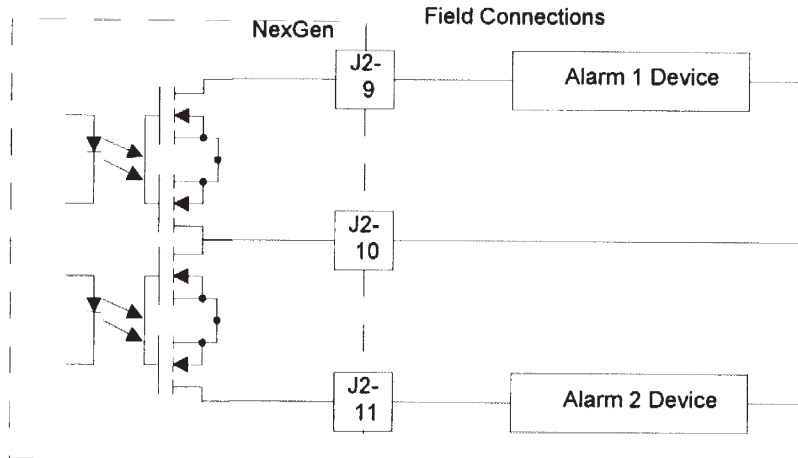 Field Connections
NexGen
J2-
9
Alarm 1 Device
J2-
10
J2-
11
Alarm 2 Device